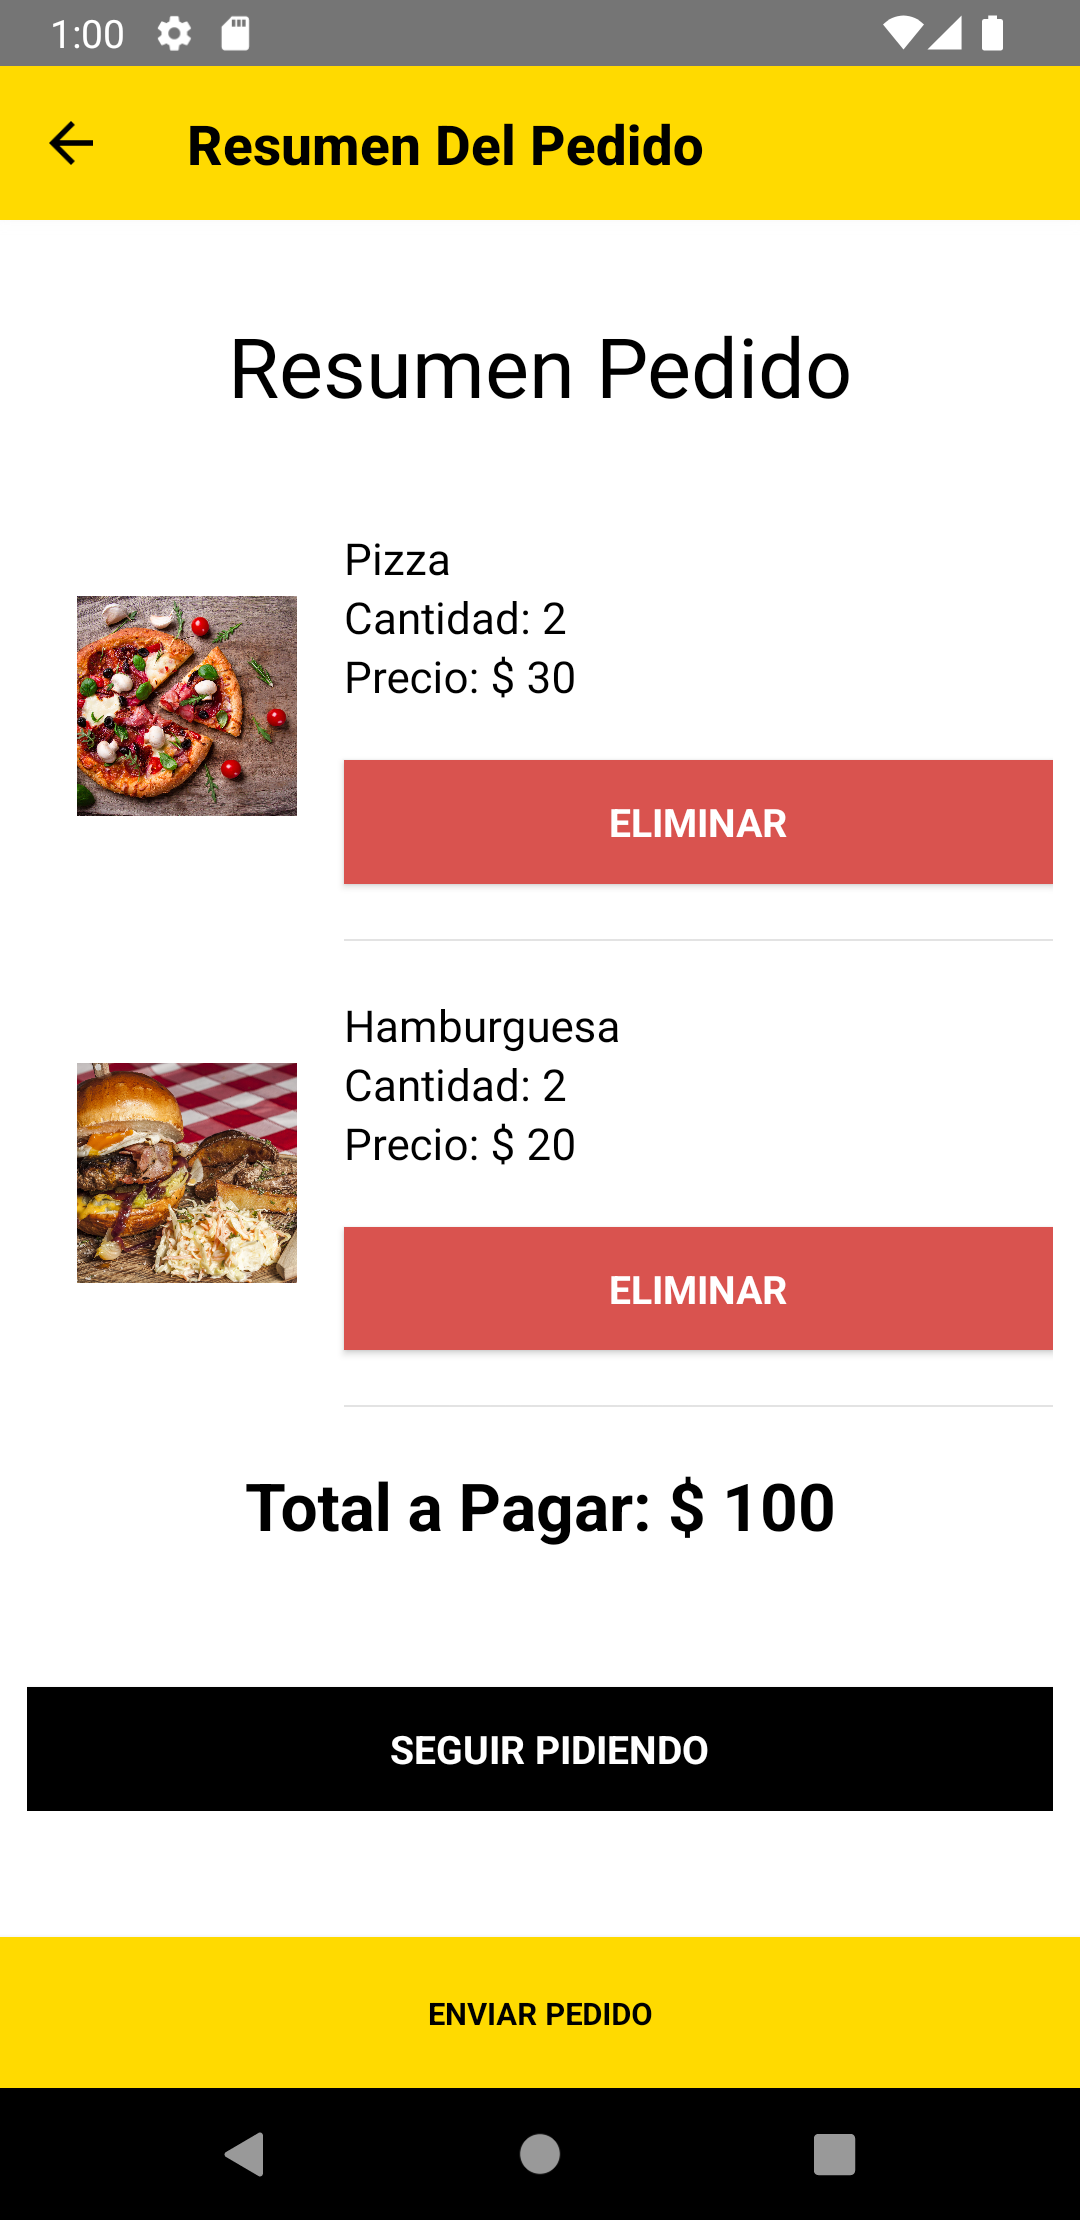 1:00
Resumen Del Pedido
Resumen Pedido
Pizza
Cantidad: 2
Precio: $ 30
ELIMINAR
Hamburguesa
Cantidad: 2
Precio: $ 20
ELIMINAR
Total a Pagar: $ 100
SEGUIR PIDIENDO
ENVIAR PEDIDO